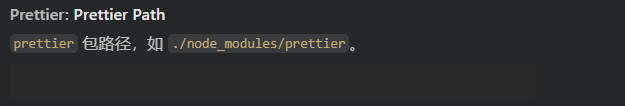 Prettier: Prettier Path
prettier 包路径，如 ./node_modules/prettier。